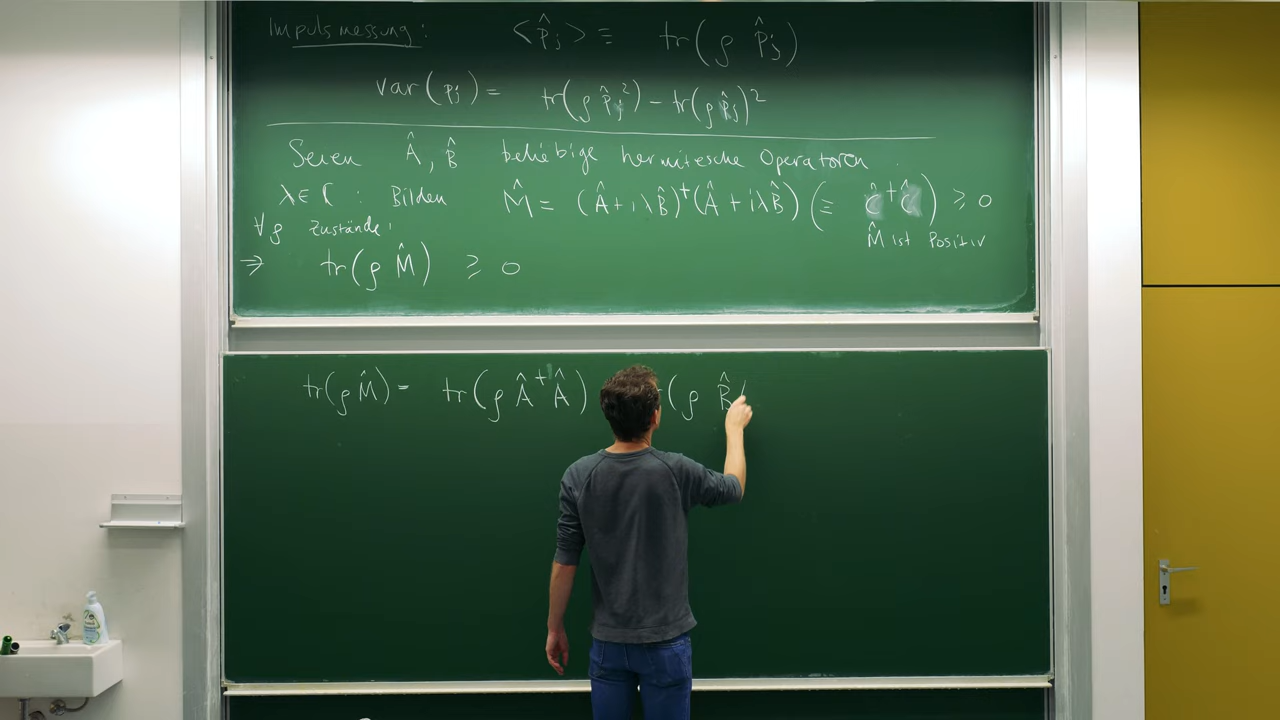 Impulsmessung: <p̂ⱼ> ≡ tr(ρ p̂ⱼ)
var(pⱼ) = tr(ρ p̂ⱼ²) – tr(ρ p̂ⱼ)²
Seien Â, B̂ beliebige hermitesche Operatoren.
λ∈ℂ : Bilden M̂ = (Â + iλB̂)†(Â + iλB̂) (≡ Ĉ†Ĉ) ≥ 0
∀ρ Zustände: M̂ ist Positiv
⇒ tr(ρ M̂) ≥ 0
tr(ρ M̂) = tr(ρ Â†Â) (ρ B̂